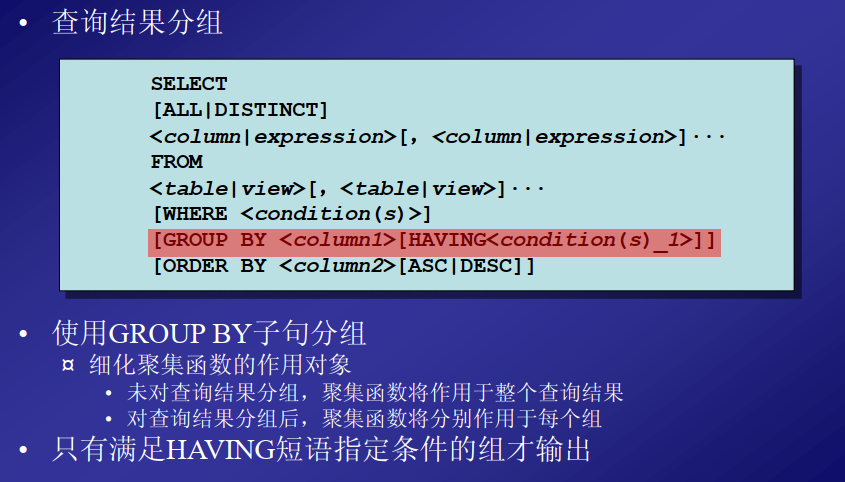 • 查询结果分组
SELECT
[ALL|DISTINCT]
<column|expression>[, <column|expression>]···
FROM
<table|view>[, <table|view>]···
[WHERE <condition(s)>]
[GROUP BY <column1>[HAVING<condition(s)_1>]]
[ORDER BY <column2>[ASC|DESC]]
• 使用GROUP BY子句分组
¤ 细化聚集函数的作用对象
• 未对查询结果分组，聚集函数将作用于整个查询结果
• 对查询结果分组后，聚集函数将分别作用于每个组
• 只有满足HAVING短语指定条件的组才输出